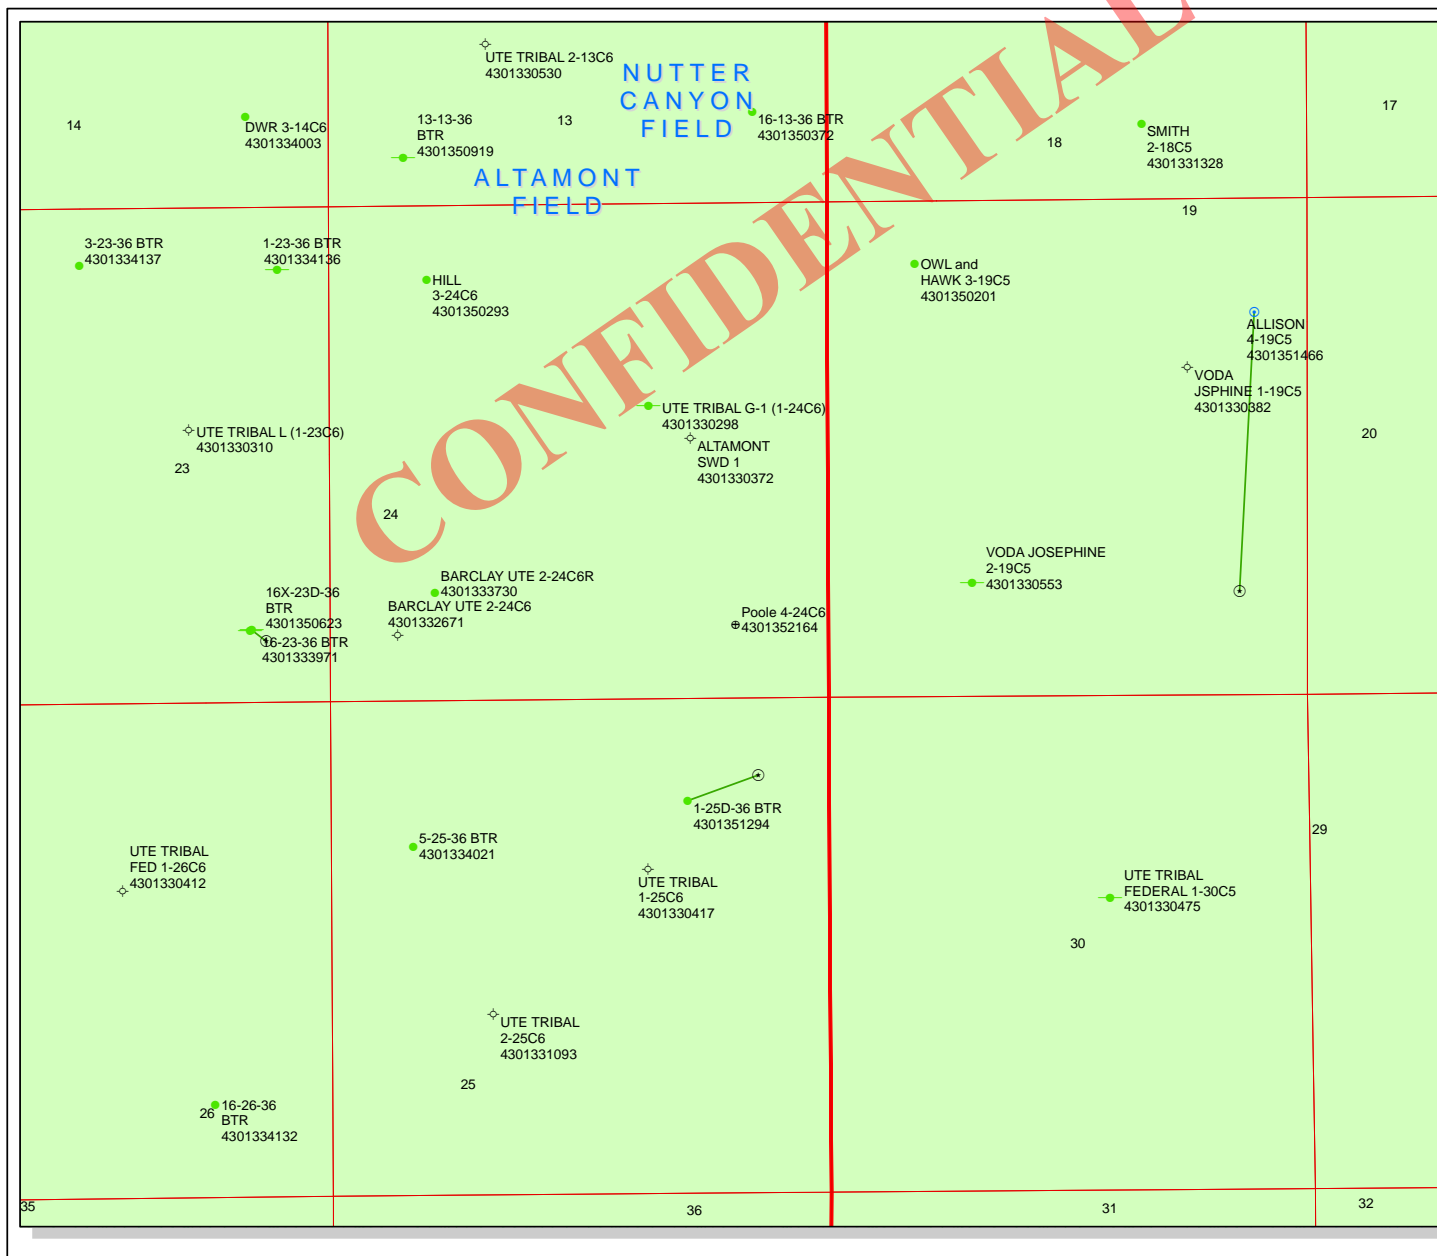 UTE TRIBAL 2-13C6
4301330530
NUTTER
CANYON
FIELD
14
DWR 3-14C6
4301334003
13-13-36
BTR
4301350919
13
16-13-36 BTR
4301350372
18
SMITH
2-18C5
4301331328
17
ALTAMONT
FIELD
CONFIDENTIAL
19
3-23-36 BTR
4301334137
1-23-36 BTR
4301334136
HILL
3-24C6
4301350293
OWL and
HAWK 3-19C5
4301350201
ALLISON
4-19C5
4301351466
VODA
JSPHINE 1-19C5
4301330382
UTE TRIBAL L (1-23C6)
4301330310
23
UTE TRIBAL G-1 (1-24C6)
4301330298
ALTAMONT
SWD 1
4301330372
20
24
VODA JOSEPHINE
2-19C5
4301330553
16X-23D-36
BTR
4301350623
16-23-36 BTR
4301333971
BARCLAY UTE 2-24C6R
4301333730
BARCLAY UTE 2-24C6
4301332671
Poole 4-24C6
4301352164
1-25D-36 BTR
4301351294
5-25-36 BTR
4301334021
UTE TRIBAL
FED 1-26C6
4301330412
UTE TRIBAL
1-25C6
4301330417
29
UTE TRIBAL
FEDERAL 1-30C5
4301330475
30
UTE TRIBAL
2-25C6
4301331093
25
26
16-26-36
BTR
4301334132
35
36
31
32